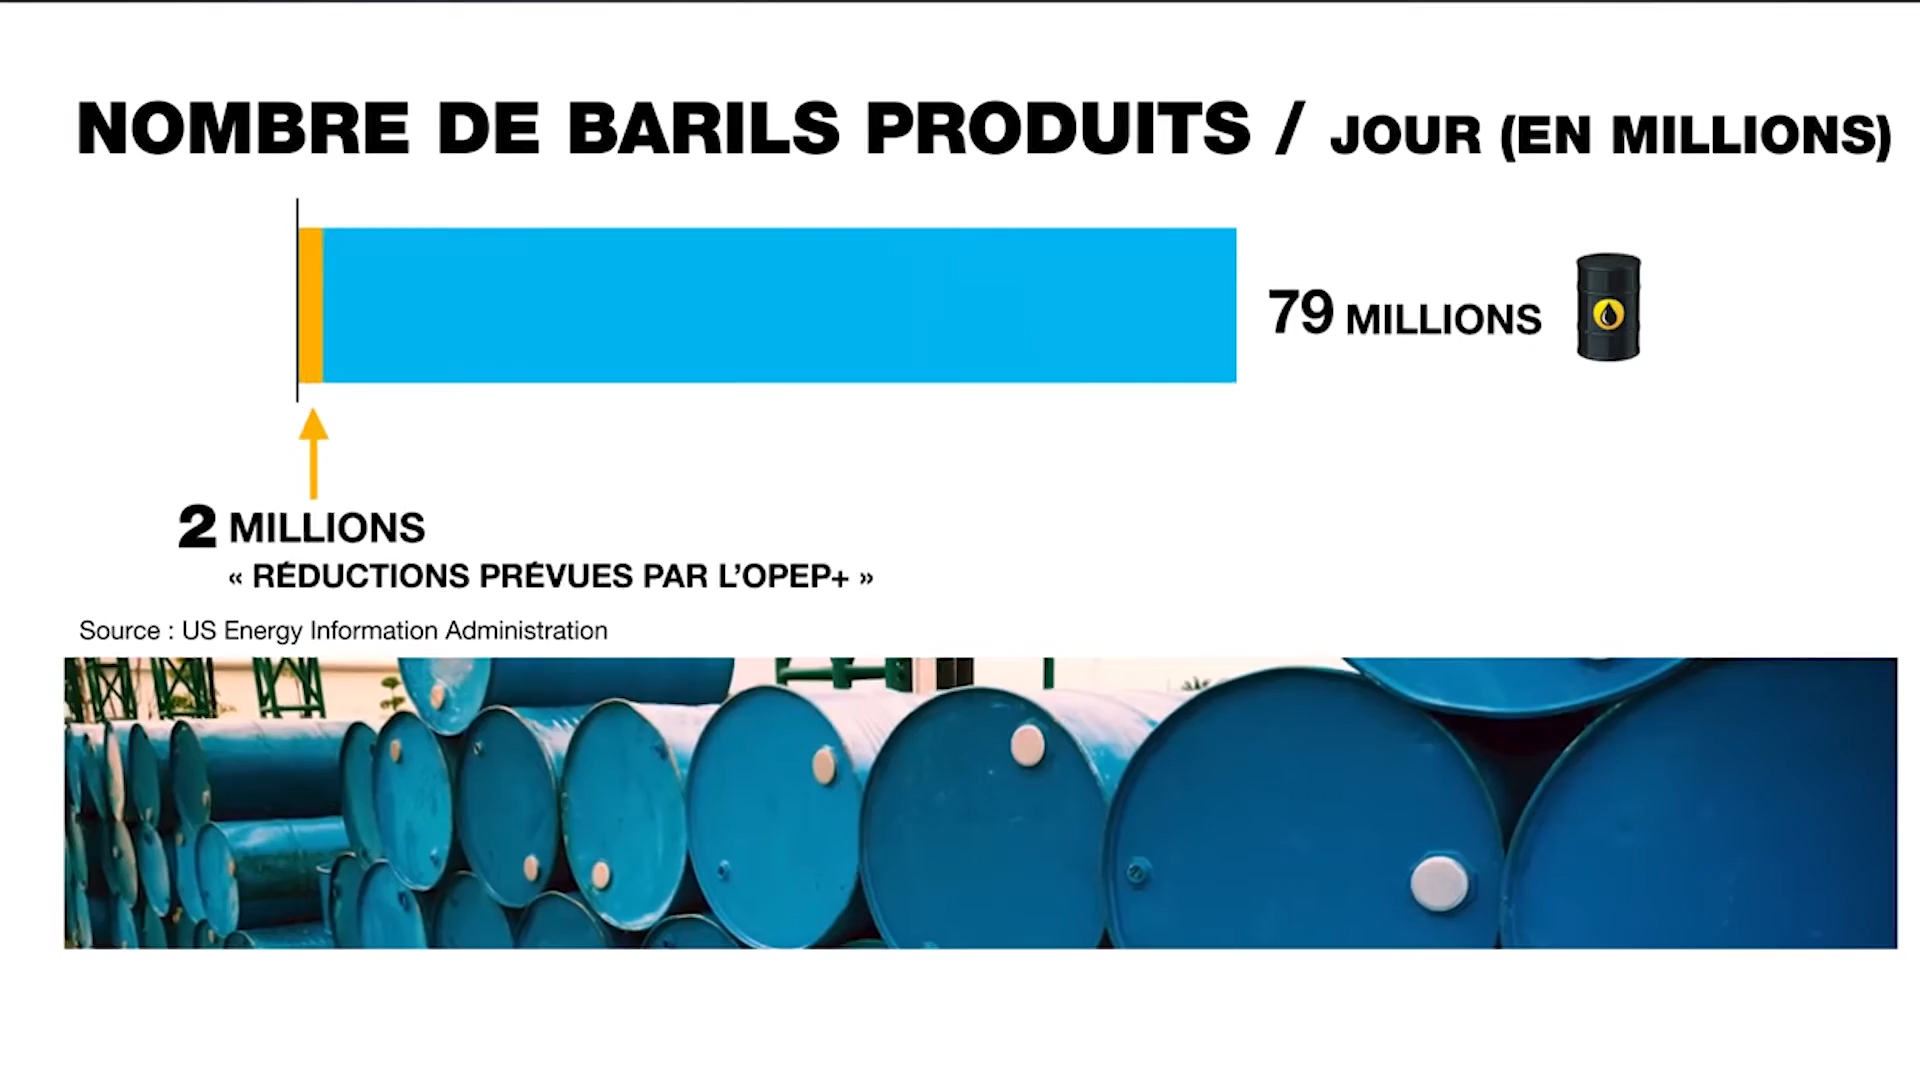 NOMBRE DE BARILS PRODUITS / JOUR (EN MILLIONS)
79 MILLIONS
2 MILLIONS
« RÉDUCTIONS PRÉVUES PAR L’OPEP+ »
Source : US Energy Information Administration